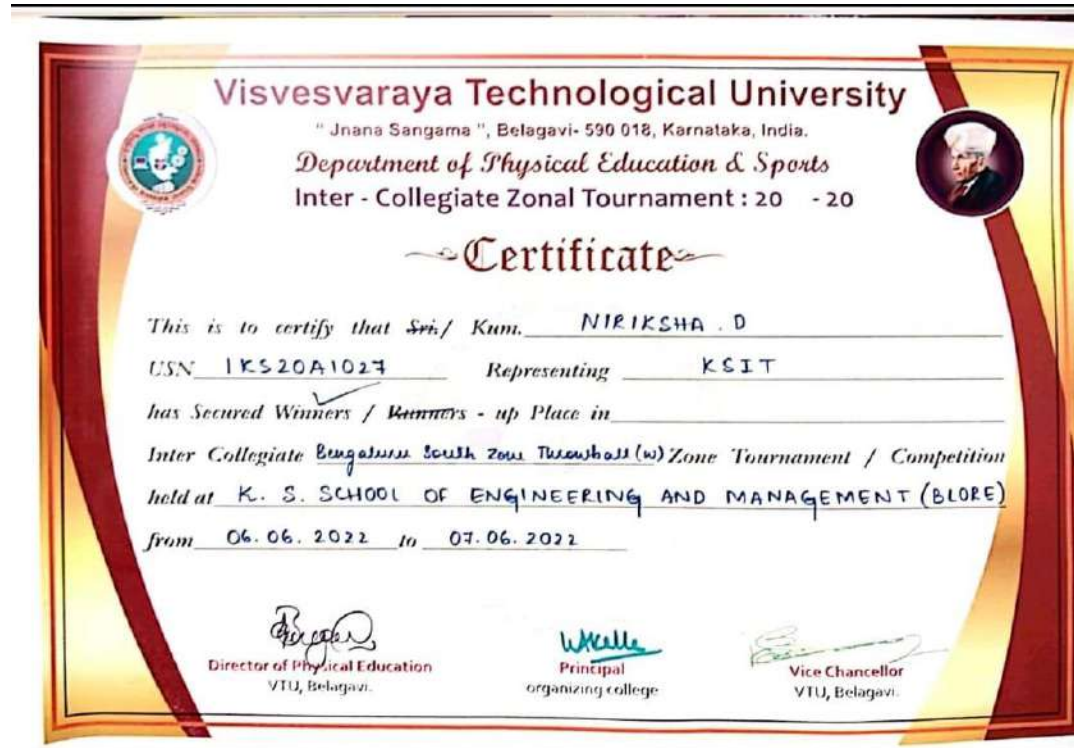 Visvesvaraya Technological University
" Jnana Sangama ", Belagavi- 590 018, Karnataka, India.
Department of Physical Education & Sports
Inter - Collegiate Zonal Tournament : 20 - 20
Certificate
This is to certify that Sri./ Kum. NIRIKSHA . D
USN 1KS20A1027 Representing KSIT
has Secured Winners / Runners - up Place in
Inter Collegiate Bengaluru South Zone Throwball (w) Zone Tournament / Competition
held at K. S. SCHOOL OF ENGINEERING AND MANAGEMENT (BLORE)
from 06. 06. 2022 to 07. 06. 2022
Director of Physical Education Principal Vice Chancellor
VTU, Belagavi. organizing college VTU, Belagavi.